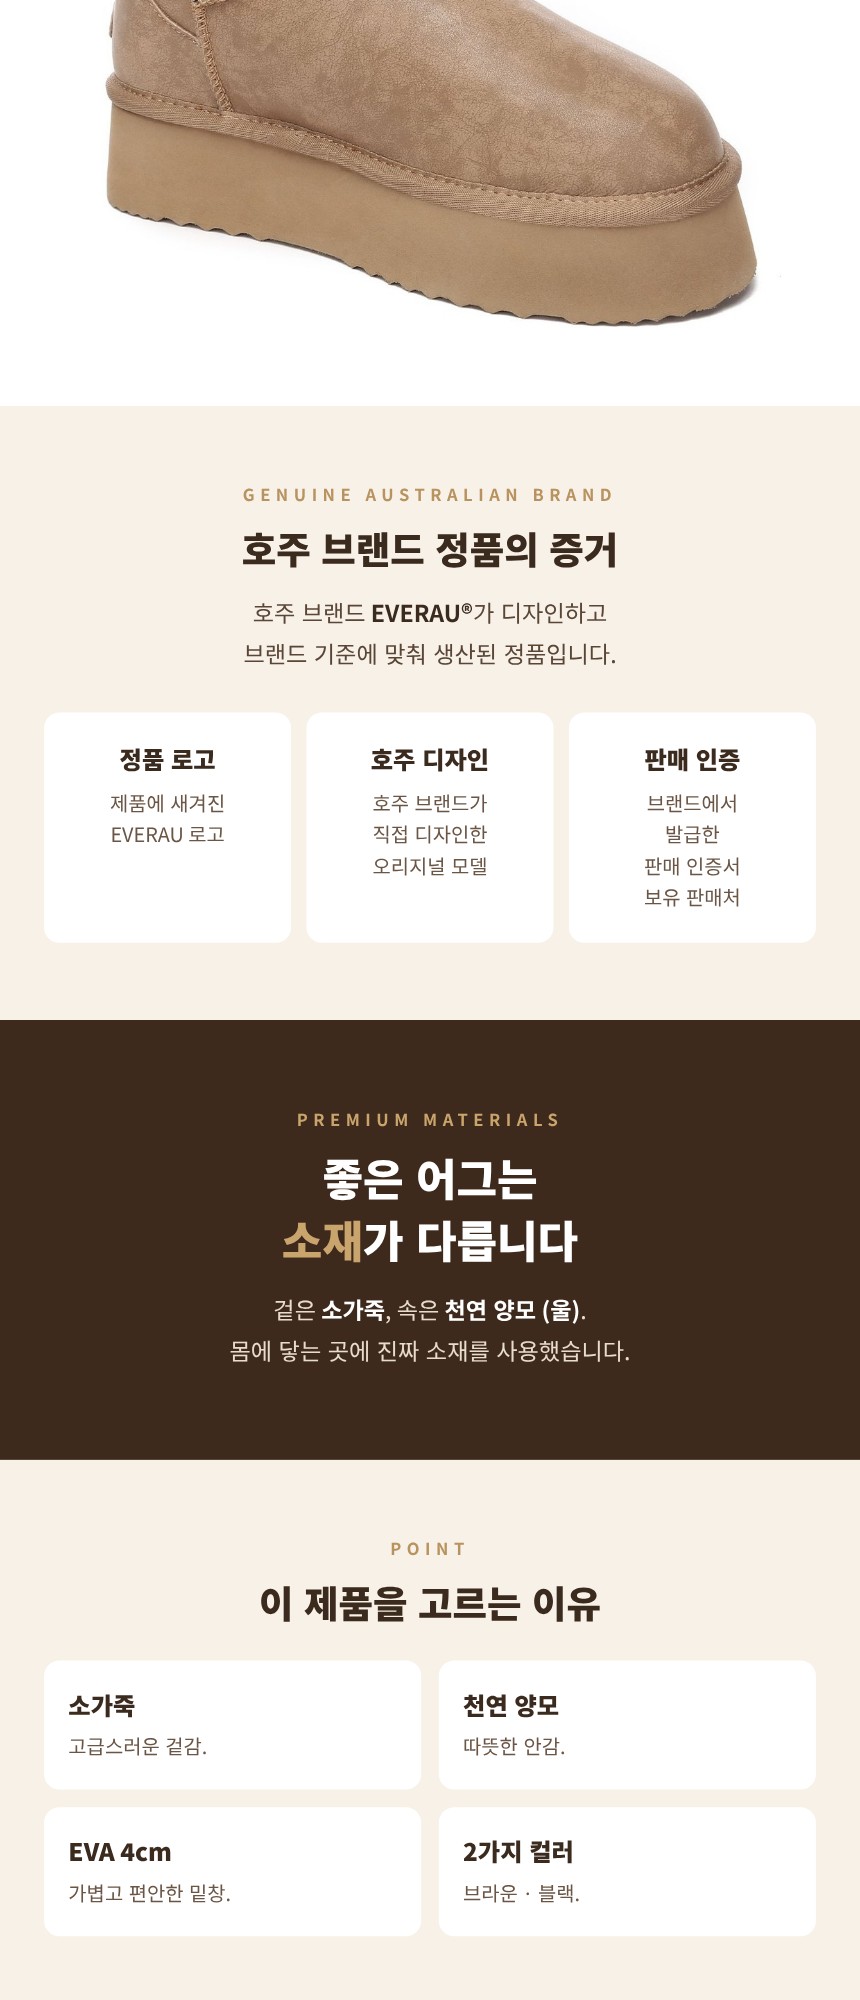 GENUINE AUSTRALIAN BRAND
호주 브랜드 정품의 증거
호주 브랜드 EVERAU®가 디자인하고
브랜드 기준에 맞춰 생산된 정품입니다.
정품 로고
제품에 새겨진
EVERAU 로고
호주 디자인
호주 브랜드가
직접 디자인한
오리지널 모델
판매 인증
브랜드에서
발급한
판매 인증서
보유 판매처
PREMIUM MATERIALS
좋은 어그는
소재가 다릅니다
겉은 소가죽, 속은 천연 양모 (울).
몸에 닿는 곳에 진짜 소재를 사용했습니다.
POINT
이 제품을 고르는 이유
소가죽
고급스러운 겉감.
천연 양모
따뜻한 안감.
EVA 4cm
가볍고 편안한 밑창.
2가지 컬러
브라운 · 블랙.